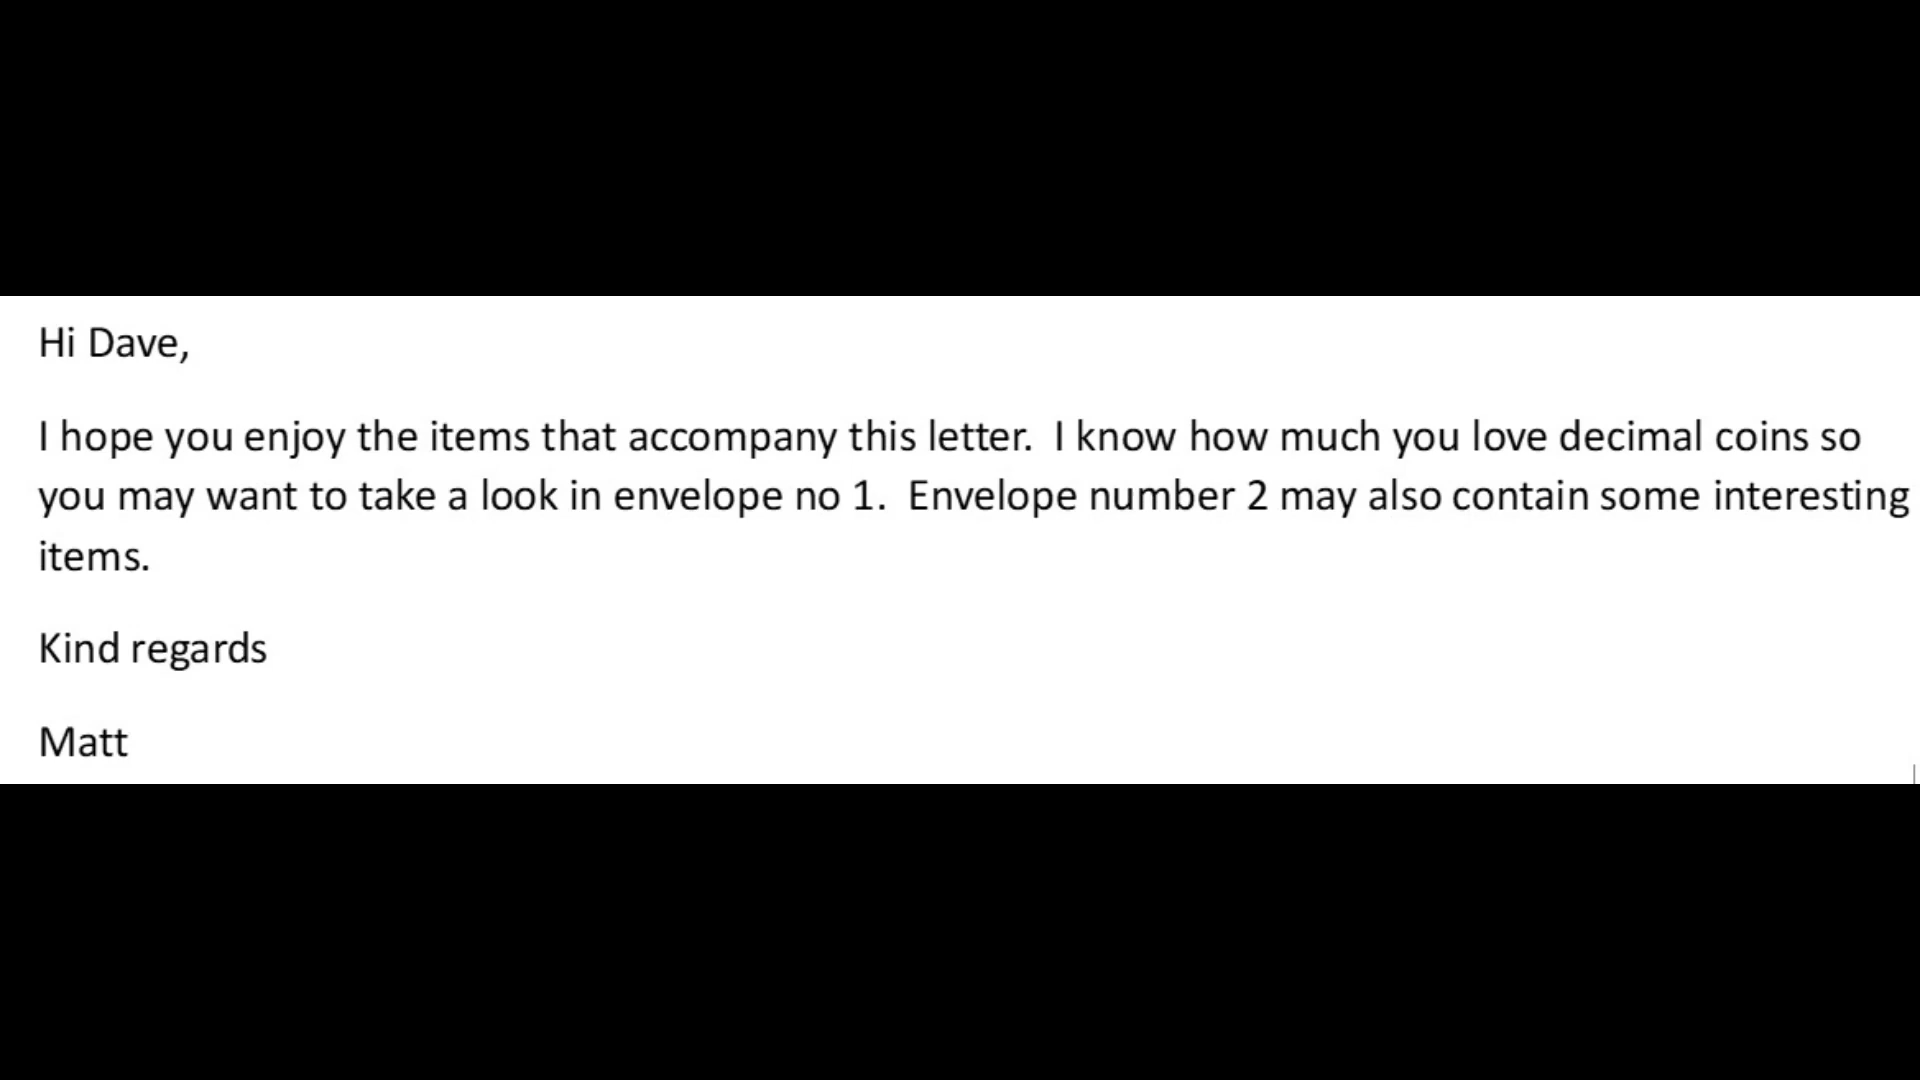 Hi Dave,
I hope you enjoy the items that accompany this letter.  I know how much you love decimal coins so
you may want to take a look in envelope no 1.  Envelope number 2 may also contain some interesting
items.
Kind regards
Matt